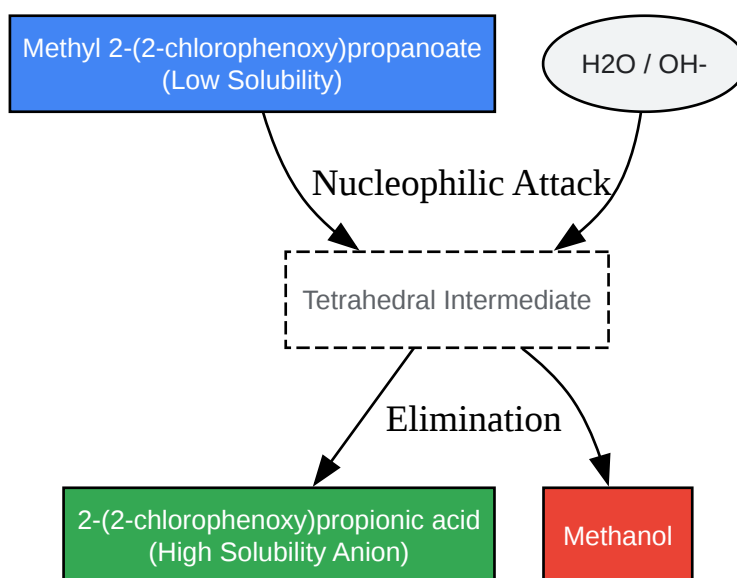 Methyl 2-(2-chlorophenoxy)propanoate
(Low Solubility)
H2O / OH-
Nucleophilic Attack
Tetrahedral Intermediate
Elimination
2-(2-chlorophenoxy)propionic acid
(High Solubility Anion)
Methanol